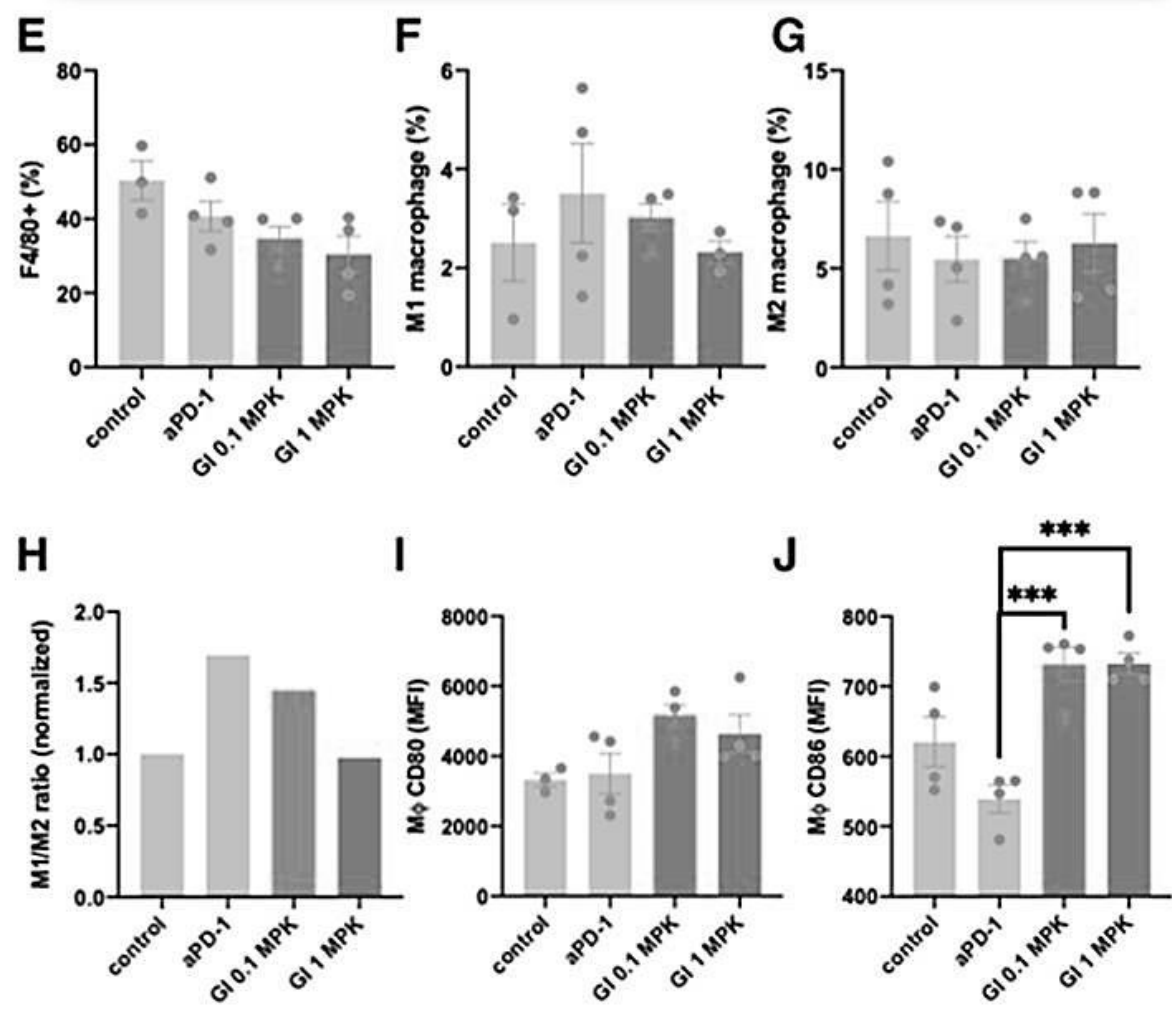 E
F4/80+ (%)
80
60
40
20
0
control
aPD-1
GI 0.1 MPK
GI 1 MPK
F
M1 macrophage (%)
6
4
2
0
control
aPD-1
GI 0.1 MPK
GI 1 MPK
G
M2 macrophage (%)
15
10
5
0
control
aPD-1
GI 0.1 MPK
GI 1 MPK
H
M1/M2 ratio (normalized)
2.0
1.5
1.0
0.5
0.0
control
aPD-1
GI 0.1 MPK
GI 1 MPK
I
Mϕ CD80 (MFI)
8000
6000
4000
2000
0
control
aPD-1
GI 0.1 MPK
GI 1 MPK
J
***
***
Mϕ CD86 (MFI)
800
700
600
500
400
control
aPD-1
GI 0.1 MPK
GI 1 MPK